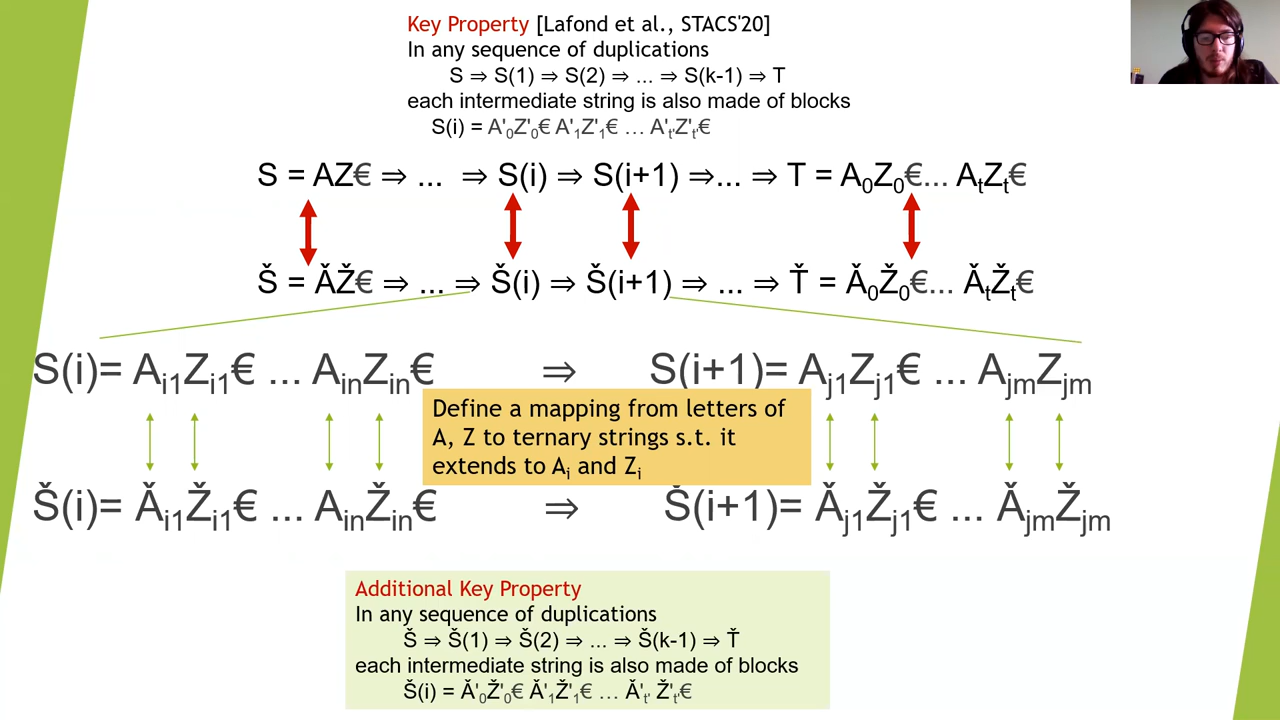 Key Property [Lafond et al., STACS'20]
In any sequence of duplications
S ⇒ S(1) ⇒ S(2) ⇒ ... ⇒ S(k-1) ⇒ T
each intermediate string is also made of blocks
S(i) = A'₀Z'₀€ A'₁Z'₁€ … A'ₜ'Z'ₜ'€
S = AZ€ ⇒ ... ⇒ S(i) ⇒ S(i+1) ⇒... ⇒ T = A₀Z₀€... AₜZₜ€
Š = ǍŽ€ ⇒ ... ⇒ Š(i) ⇒ Š(i+1) ⇒ ... ⇒ Ť = Ǎ₀Ž₀€... ǍₜŽₜ€
S(i)= Aᵢ₁Zᵢ₁€ ... AᵢₙZᵢₙ€ ⇒ S(i+1)= Aⱼ₁Zⱼ₁€ ... AⱼₘZⱼₘ
Define a mapping from letters of
A, Z to ternary strings s.t. it
extends to Aᵢ and Zᵢ
Š(i)= Ǎᵢ₁Žᵢ₁€ ... AᵢₙŽᵢₙ€ ⇒ Š(i+1)= Ǎⱼ₁Žⱼ₁€ ... ǍⱼₘŽⱼₘ
Additional Key Property
In any sequence of duplications
Š ⇒ Š(1) ⇒ Š(2) ⇒ ... ⇒ Š(k-1) ⇒ Ť
each intermediate string is also made of blocks
Š(i) = Ǎ'₀Ž'₀€ Ǎ'₁Ž'₁€ … Ǎ'ₜ' Ž'ₜ'€